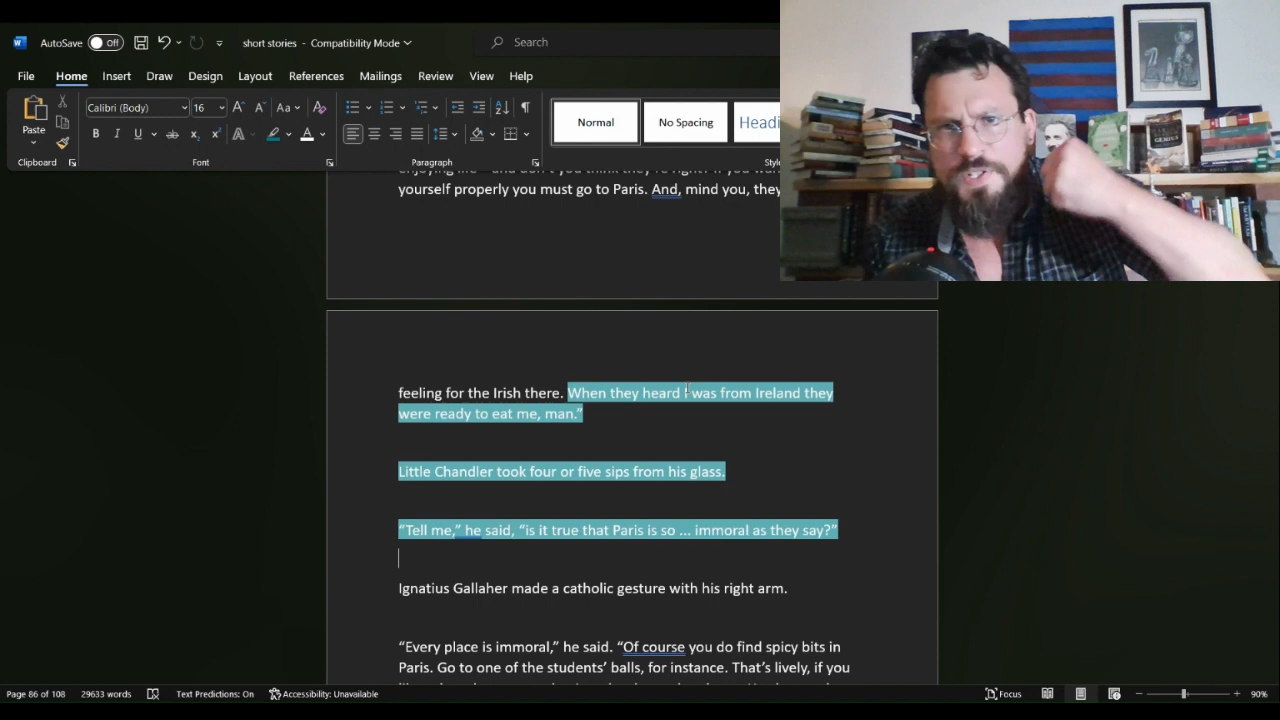 AutoSave Off short stories - Compatibility Mode Search
File Home Insert Draw Design Layout References Mailings Review View Help
Paste Calibri (Body) 16 Normal No Spacing Headi
Clipboard Font Paragraph Style
yourself properly you must go to Paris. And, mind you, they
feeling for the Irish there. When they heard I was from Ireland they
were ready to eat me, man.”
Little Chandler took four or five sips from his glass.
“Tell me,” he said, “is it true that Paris is so ... immoral as they say?”
Ignatius Gallaher made a catholic gesture with his right arm.
“Every place is immoral,” he said. “Of course you do find spicy bits in
Paris. Go to one of the students’ balls, for instance. That’s lively, if you
Page 86 of 108 29633 words Text Predictions: On Accessibility: Unavailable Focus 90%